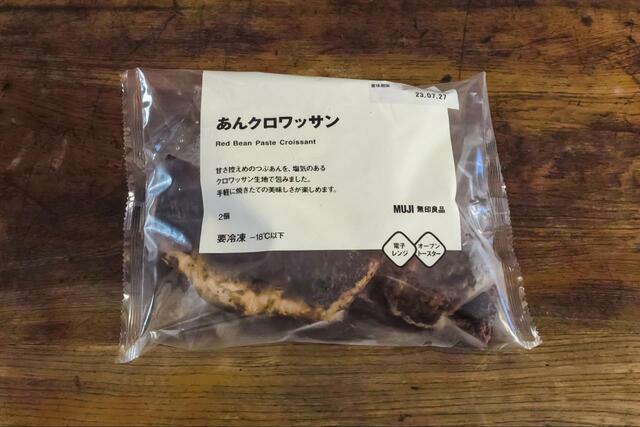 賞味期限
23.07.27
あんクロワッサン
Red Bean Paste Croissant
甘さ控えめのつぶあんを、塩気のある
クロワッサン生地で包みました。
手軽に焼きたての美味しさが楽しめます。
2個
MUJI 無印良品
要冷凍 −18℃以下
電子
レンジ
オーブン
トースター